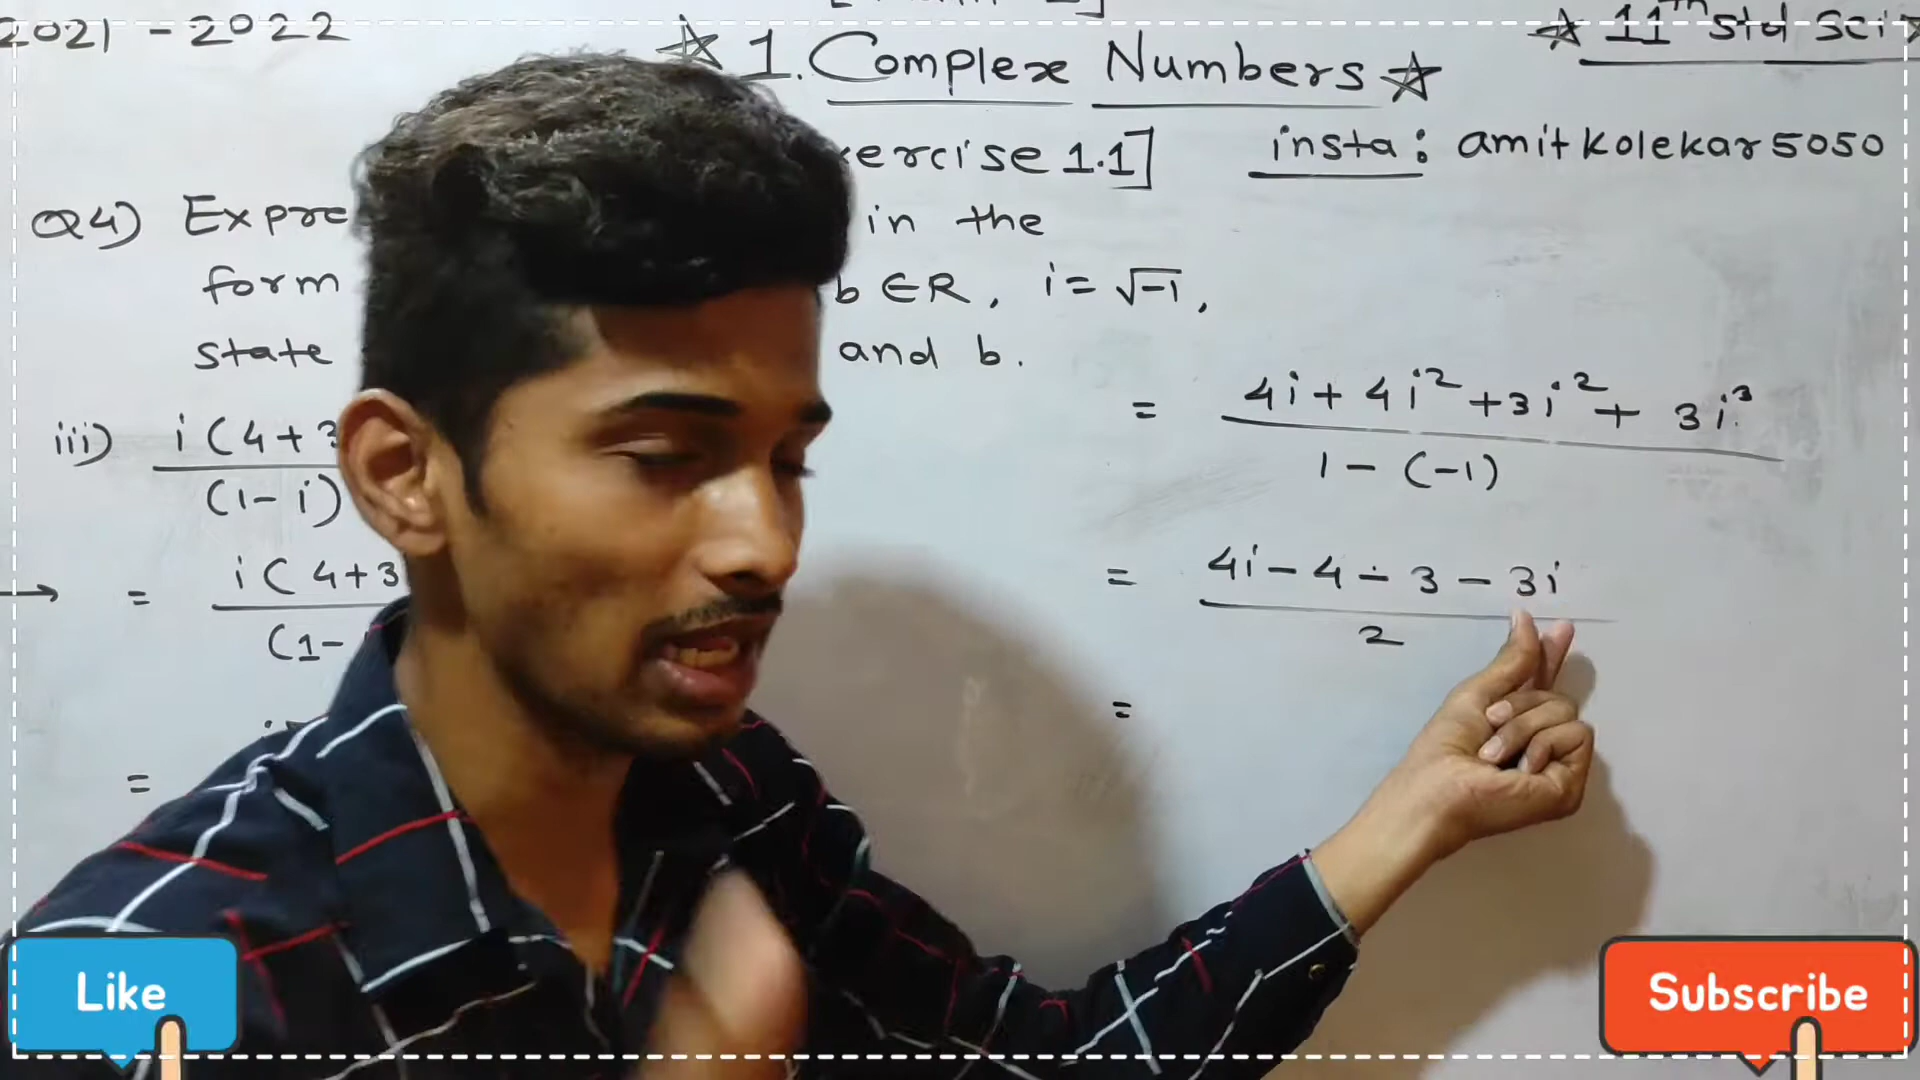 2021 - 2022
☆ 1. Complex Numbers ☆
☆ 11th std sci
ercise 1.1]
insta: amitkolekar5050
Q4) Expre in the
form b ∈ R, i = √-1,
state and b.
iii) i(4+3
(1-i)
= i(4+3
(1-
=
= 4i + 4i² + 3i² + 3i³
1 - (-1)
= 4i - 4 - 3 - 3i
2
=
Like
Subscribe